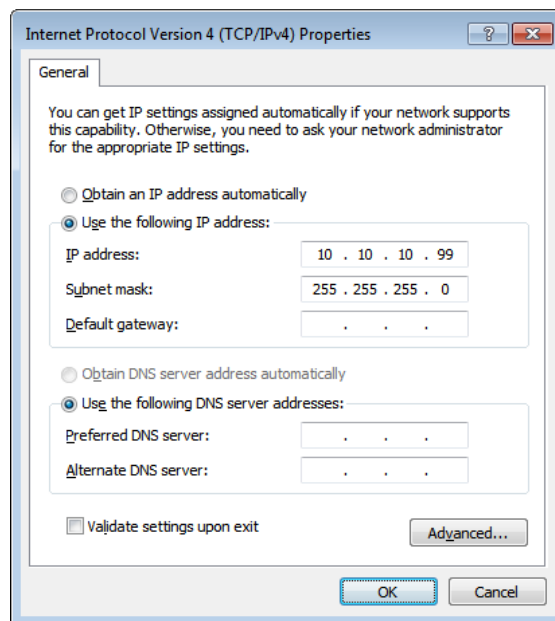 Internet Protocol Version 4 (TCP/IPv4) Properties
?
General
You can get IP settings assigned automatically if your network supports
this capability. Otherwise, you need to ask your network administrator
for the appropriate IP settings.
Obtain an IP address automatically
Use the following IP address:
IP address: 10 . 10 . 10 . 99
Subnet mask: 255 . 255 . 255 . 0
Default gateway: . . .
Obtain DNS server address automatically
Use the following DNS server addresses:
Preferred DNS server: . . .
Alternate DNS server: . . .
Validate settings upon exit
Advanced...
OK Cancel